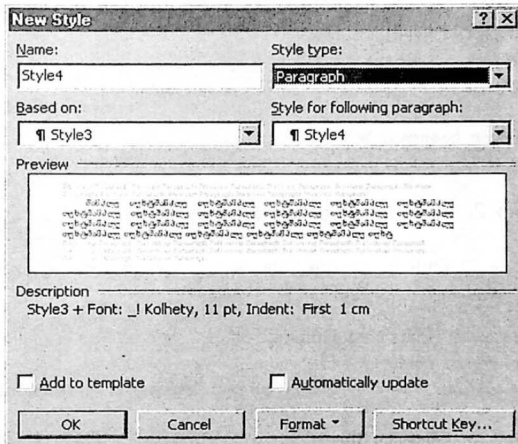 New Style
Name:
Style type:
Style4
Paragraph
Based on:
Style for following paragraph:
¶ Style3
¶ Style4
Preview
Description
Style3 + Font: _! Kolhety, 11 pt, Indent: First 1 cm
Add to template
Automatically update
OK
Cancel
Format
Shortcut Key...